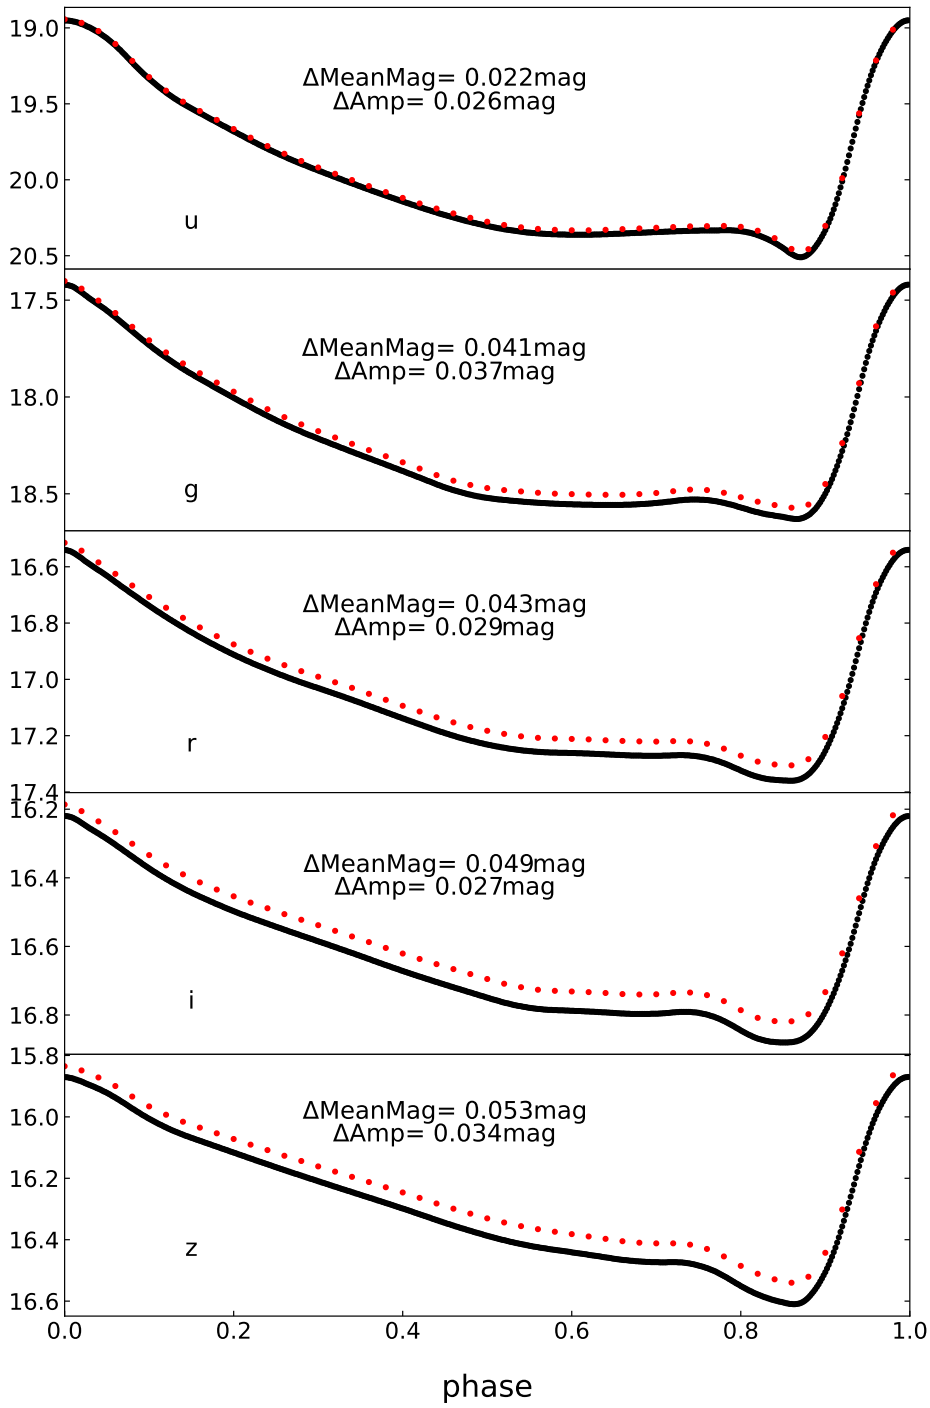 19.0
ΔMeanMag= 0.022mag
ΔAmp= 0.026mag
19.5
20.0
u
20.5
17.5
ΔMeanMag= 0.041mag
ΔAmp= 0.037mag
18.0
g
18.5
16.6
ΔMeanMag= 0.043mag
ΔAmp= 0.029mag
16.8
17.0
17.2
r
17.4
16.2
ΔMeanMag= 0.049mag
ΔAmp= 0.027mag
16.4
16.6
i
16.8
15.8
ΔMeanMag= 0.053mag
ΔAmp= 0.034mag
16.0
16.2
16.4
z
16.6
0.0 0.2 0.4 0.6 0.8 1.0
phase